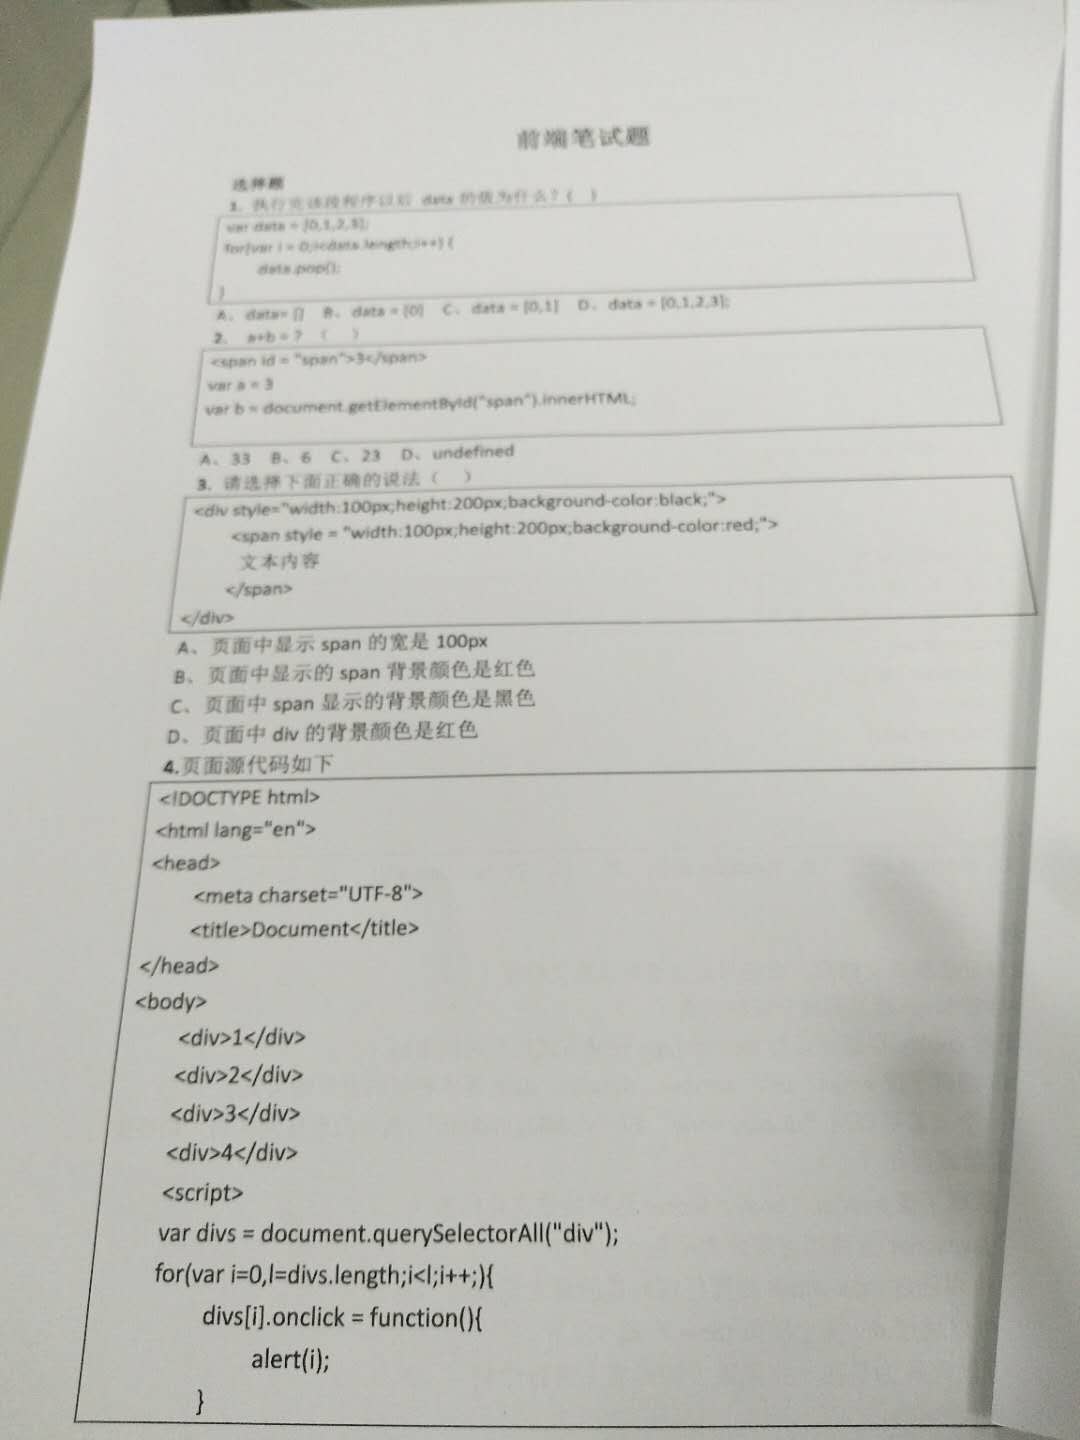 前端笔试题
选择题
1、执行完该段程序以后 data 的值为什么?( )
var data = [0,1,2,3];
for(var i = 0;i<data.length;i++) {
data.pop();
}
A、data= [] B、data = [0] C、data = [0,1] D、data = [0,1,2,3];
2、 a+b = ? ( )
<span id = "span">3</span>
var a = 3
var b = document.getElementById("span").innerHTML;
A、33 B、6 C、23 D、undefined
3、请选择下面正确的说法( )
<div style="width:100px;height:200px;background-color:black;">
<span style = "width:100px;height:200px;background-color:red;">
文本内容
</span>
</div>
A、页面中显示 span 的宽是 100px
B、页面中显示的 span 背景颜色是红色
C、页面中 span 显示的背景颜色是黑色
D、页面中 div 的背景颜色是红色
4.页面源代码如下
<!DOCTYPE html>
<html lang="en">
<head>
<meta charset="UTF-8">
<title>Document</title>
</head>
<body>
<div>1</div>
<div>2</div>
<div>3</div>
<div>4</div>
<script>
var divs = document.querySelectorAll("div");
for(var i=0,l=divs.length;i<l;i++;){
divs[i].onclick = function(){
alert(i);
}